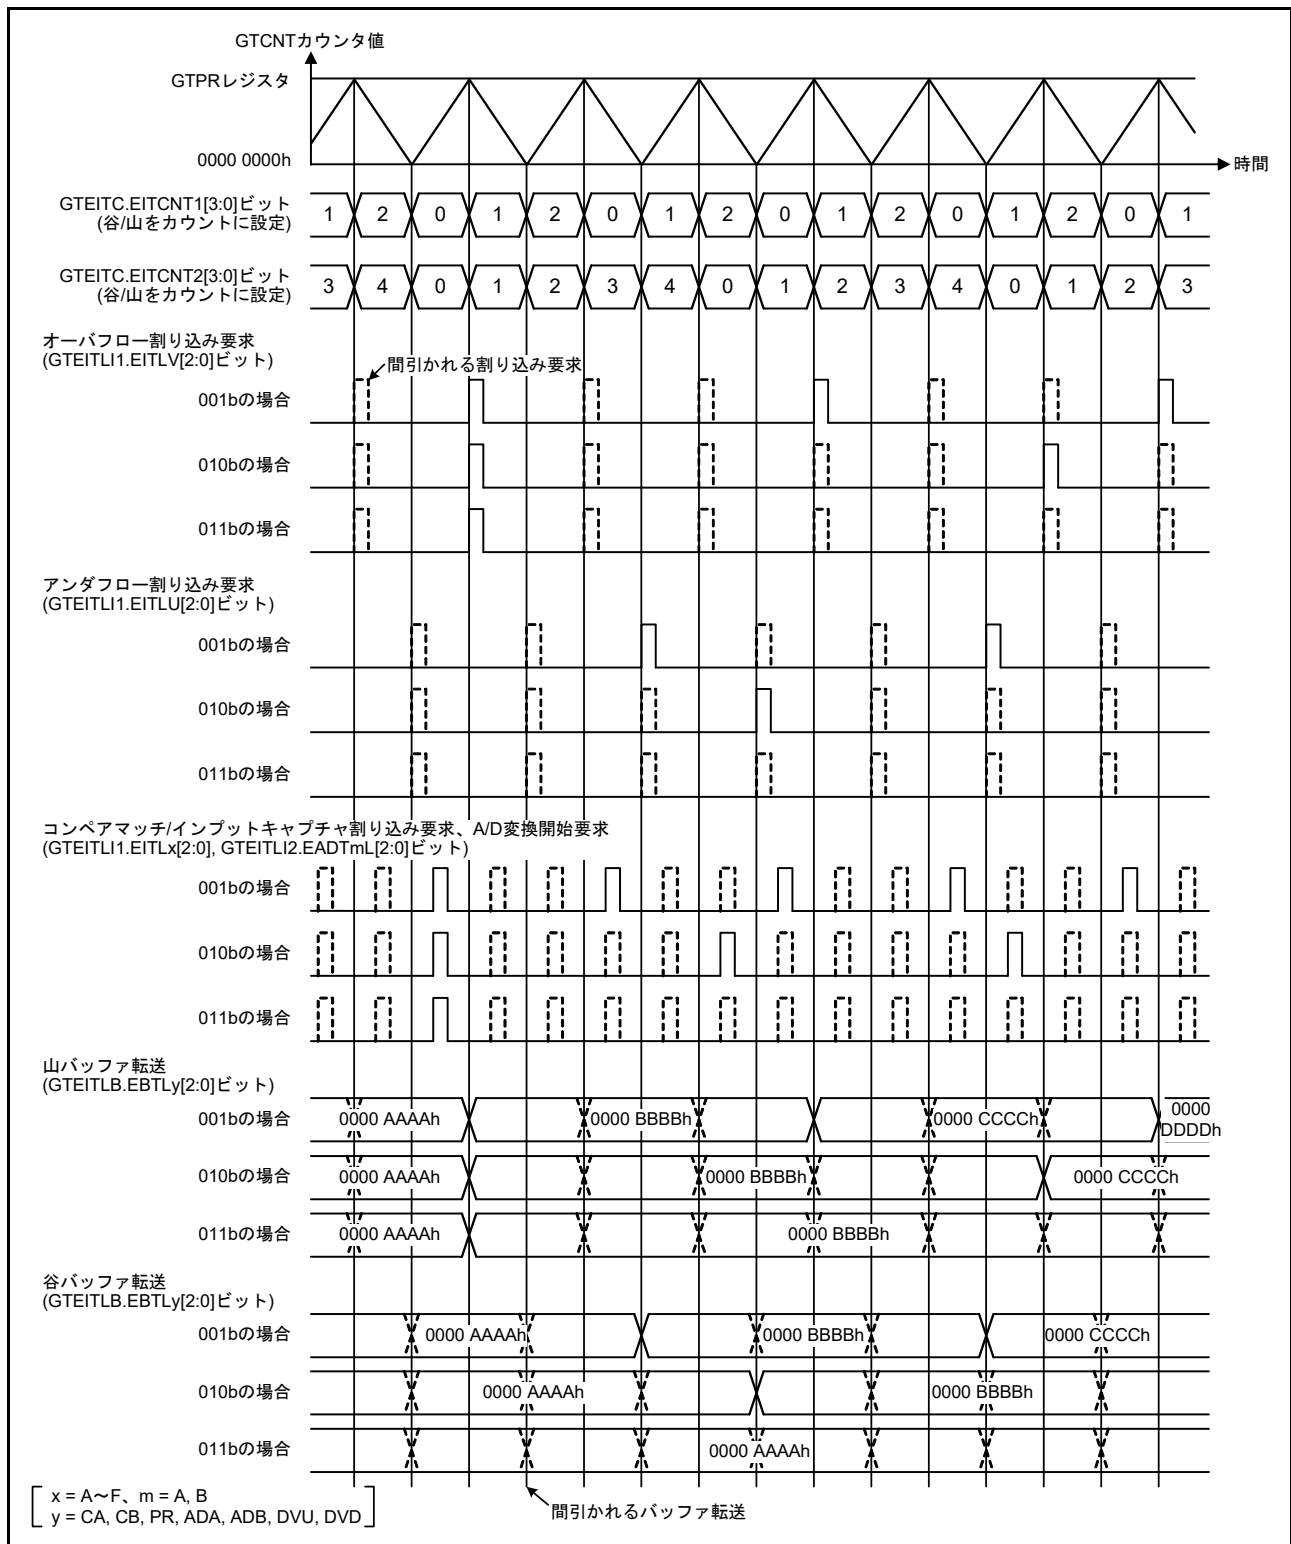 GTCNTカウンタ値
GTPRレジスタ
0000 0000h
時間
GTEITC.EITCNT1[3:0]ビット
(谷/山をカウントに設定)
1 2 0 1 2 0 1 2 0 1 2 0 1 2 0 1
GTEITC.EITCNT2[3:0]ビット
(谷/山をカウントに設定)
3 4 0 1 2 3 4 0 1 2 3 4 0 1 2 3
オーバフロー割り込み要求
(GTEITLI1.EITLV[2:0]ビット)
間引かれる割り込み要求
001bの場合
010bの場合
011bの場合
アンダフロー割り込み要求
(GTEITLI1.EITLU[2:0]ビット)
001bの場合
010bの場合
011bの場合
コンペアマッチ/インプットキャプチャ割り込み要求、A/D変換開始要求
(GTEITLI1.EITLx[2:0], GTEITLI2.EADTmL[2:0]ビット)
001bの場合
010bの場合
011bの場合
山バッファ転送
(GTEITLB.EBTLy[2:0]ビット)
001bの場合 0000 AAAAh 0000 BBBBh 0000 CCCCh 0000
DDDDh
010bの場合 0000 AAAAh 0000 BBBBh 0000 CCCCh
011bの場合 0000 AAAAh 0000 BBBBh
谷バッファ転送
(GTEITLB.EBTLy[2:0]ビット)
001bの場合 0000 AAAAh 0000 BBBBh 0000 CCCCh
010bの場合 0000 AAAAh 0000 BBBBh
011bの場合 0000 AAAAh
x = A~F、m = A, B
y = CA, CB, PR, ADA, ADB, DVU, DVD
間引かれるバッファ転送